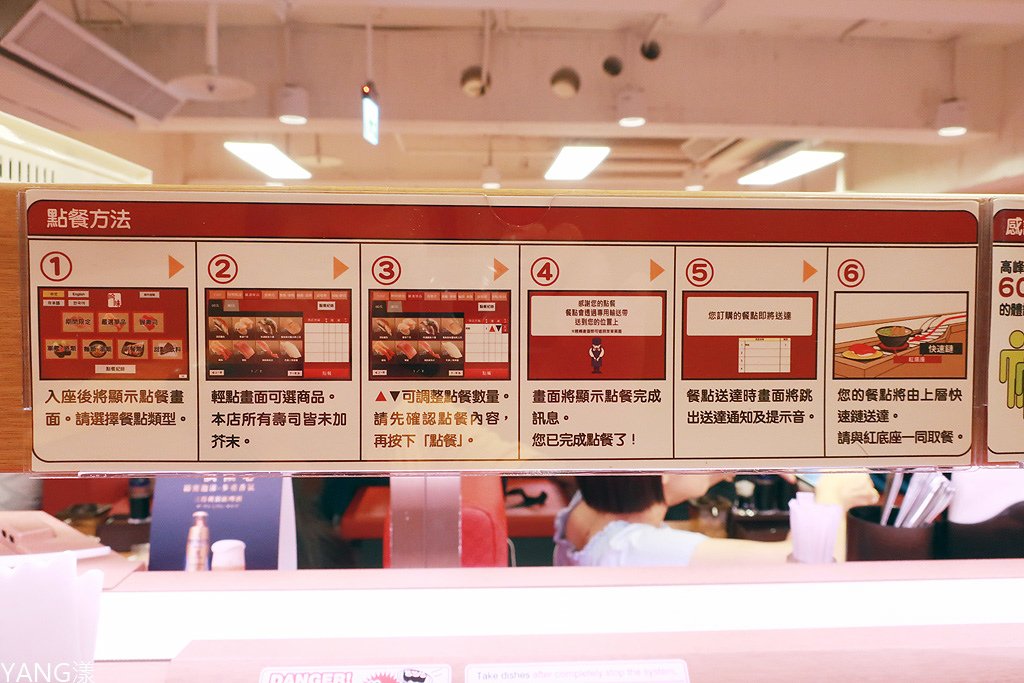 點餐方法
①
English
入座後將顯示點餐畫
面。請選擇餐點類型。
②
輕點畫面可選商品。
本店所有壽司皆未加
芥末。
③
▲▼可調整點餐數量。
請先確認點餐內容，
再按下「點餐」。
④
感謝您的點餐
餐點會透過專用輸送帶
送到您的位置上
畫面將顯示點餐完成
訊息。
您已完成點餐了！
⑤
您訂購的餐點即將送達
餐點送達時畫面將跳
出送達通知及提示音。
⑥
快速鏈
紅底座
您的餐點將由上層快
速鏈送達。
請與紅底座一同取餐。
高峰
60
的體
DANGER!
Take dishes after completely stop the system.
YANG漾